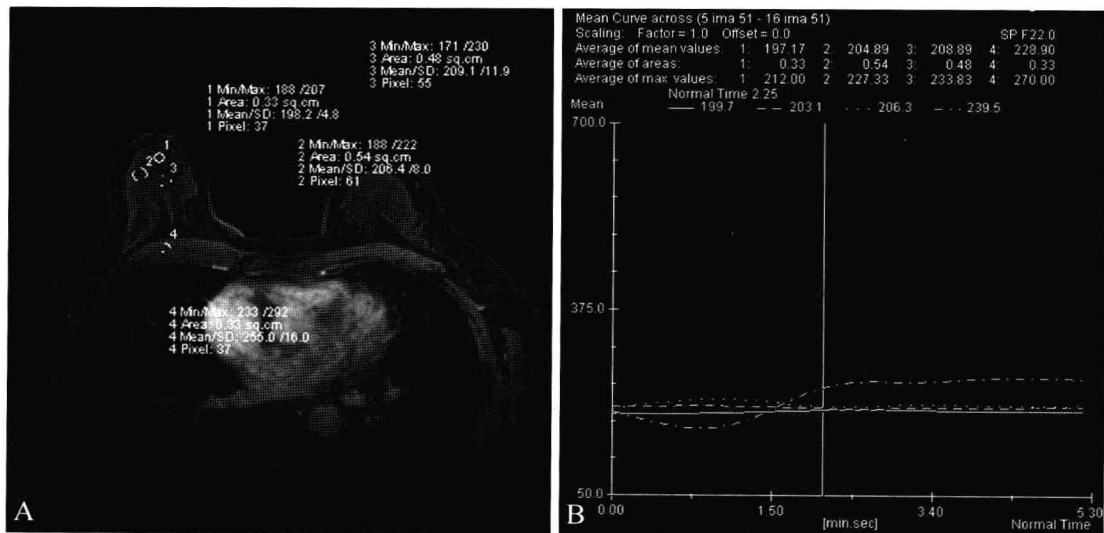 3 Min/Max: 171 /230
3 Area: 0.48 sq.cm
3 Mean/SD: 209.1 /11.9
3 Pixel: 55
1 Min/Max: 188 /207
1 Area: 0.33 sq.cm
1 Mean/SD: 198.2 /4.8
1 Pixel: 37
2 Min/Max: 188 /222
2 Area: 0.54 sq.cm
2 Mean/SD: 206.4 /8.0
2 Pixel: 61
1
2
3
4
4 Min/Max: 233 /292
4 Area: 0.33 sq.cm
4 Mean/SD: 255.0 /16.0
4 Pixel: 37
A
Mean Curve across (5 ima 51 - 16 ima 51)
Scaling: Factor = 1.0 Offset = 0.0 SP F22.0
Average of mean values: 1: 197.17 2: 204.89 3: 208.89 4: 228.90
Average of areas: 1: 0.33 2: 0.54 3: 0.48 4: 0.33
Average of max values: 1: 212.00 2: 227.33 3: 233.83 4: 270.00
Normal Time 2.25
Mean 199.7 203.1 206.3 239.5
700.0
375.0
50.0
0.00 1.50 3.40 5.30
[min.sec] Normal Time
B